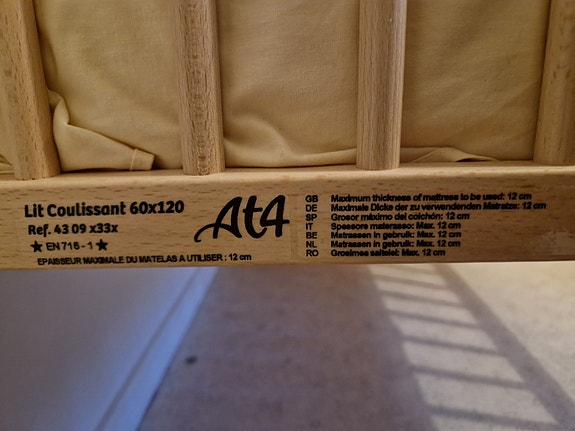 Lit Coulissant 60x120
Ref. 43 09 x33x
★ EN 716 - 1 ★
EPAISSEUR MAXIMALE DU MATELAS A UTILISER : 12 cm
At4
GB Maximum thickness of mattress to be used: 12 cm
DE Maximale Dicke der zu verwendenden Matratze: 12 cm
SP Grosor máximo del colchón: 12 cm
IT Spessore materasso: Max. 12 cm
BE Matrassen in gebruik: Max. 12 cm
NL Matrassen in gebruik: Max. 12 cm
RO Grosimea saltelei: Max. 12 cm